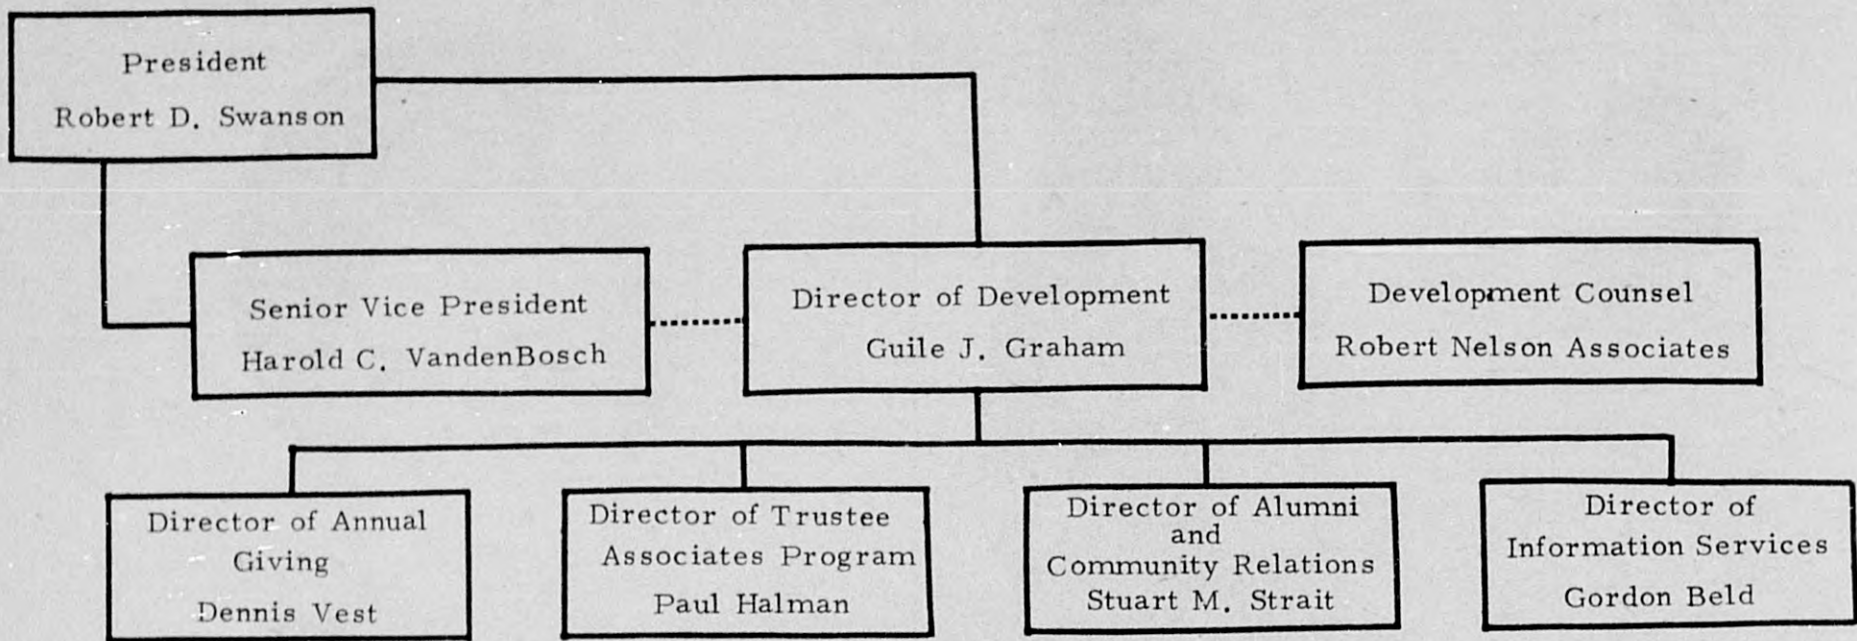 President
Robert D. Swanson
Senior Vice President
Harold C. VandenBosch
Director of Development
Guile J. Graham
Development Counsel
Robert Nelson Associates
Director of Annual
Giving
Dennis Vest
Director of Trustee
Associates Program
Paul Halman
Director of Alumni
and
Community Relations
Stuart M. Strait
Director of
Information Services
Gordon Beld